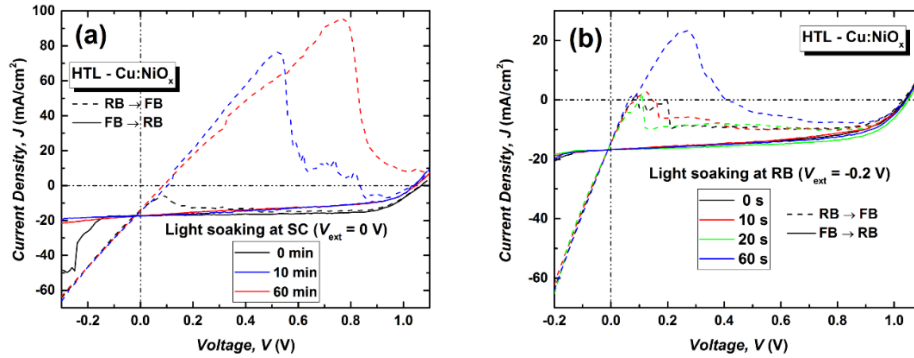 (a)
HTL - Cu:NiOₓ
RB → FB
FB → RB
Light soaking at SC (V_ext = 0 V)
0 min
10 min
60 min
Current Density, J (mA/cm²)
100
80
60
40
20
0
-20
-40
-60
-0.2 0.0 0.2 0.4 0.6 0.8 1.0
Voltage, V (V)
(b)
HTL - Cu:NiOₓ
Light soaking at RB (V_ext = -0.2 V)
0 s
10 s
20 s
60 s
RB → FB
FB → RB
Current Density, J (mA/cm²)
20
0
-20
-40
-60
-0.2 0.0 0.2 0.4 0.6 0.8 1.0
Voltage, V (V)